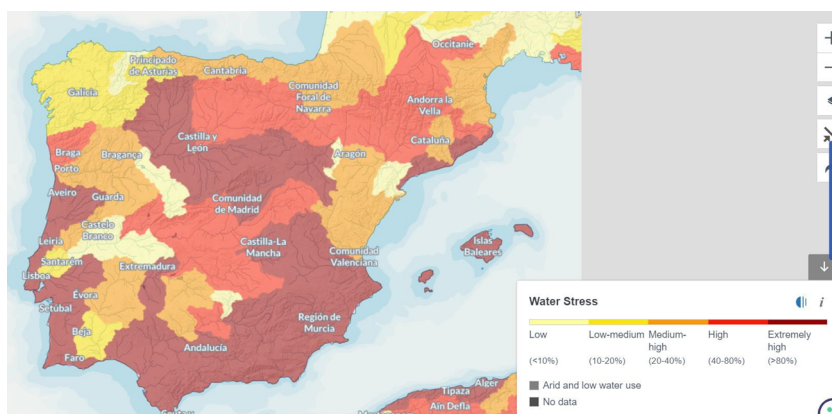 Occitanie
Principado
de Asturias
Cantabria
Galicia
Comunidad
Foral de
Navarra
Andorra la
Vella
Castilla y
León
Cataluña
Braga
Bragança
Aragón
Porto
Aveiro
Guarda
Comunidad
de Madrid
Castelo
Branco
Leiria
Castilla-La
Mancha
Comunidad
Valenciana
Islas
Baleares
Santarém
Extremadura
Lisboa
Évora
Setúbal
Región de
Murcia
Beja
Andalucía
Faro
Tipaza
Alger
Aïn Defla
Water Stress
i
Low
Low-medium
Medium-
high
High
Extremely
high
(<10%)
(10-20%)
(20-40%)
(40-80%)
(>80%)
Arid and low water use
No data